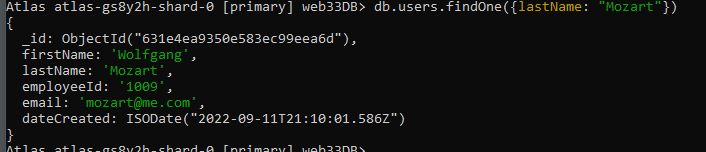 Atlas atlas-gs8y2h-shard-0 [primary] web33DB> db.users.findOne({lastName: "Mozart"})
{
  _id: ObjectId("631e4ea9350e583ec99eea6d"),
  firstName: 'Wolfgang',
  lastName: 'Mozart',
  employeeId: '1009',
  email: 'mozart@me.com',
  dateCreated: ISODate("2022-09-11T21:10:01.586Z")
}
Atlas atlas-gs8y2h-shard-0 [primary] web33DB>